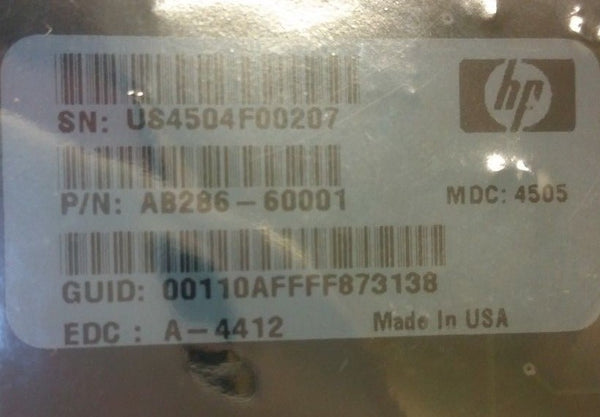 hp
SN: US4504F00207
P/N: AB286-60001
MDC: 4505
GUID: 00110AFFFF873138
EDC : A-4412
Made In USA